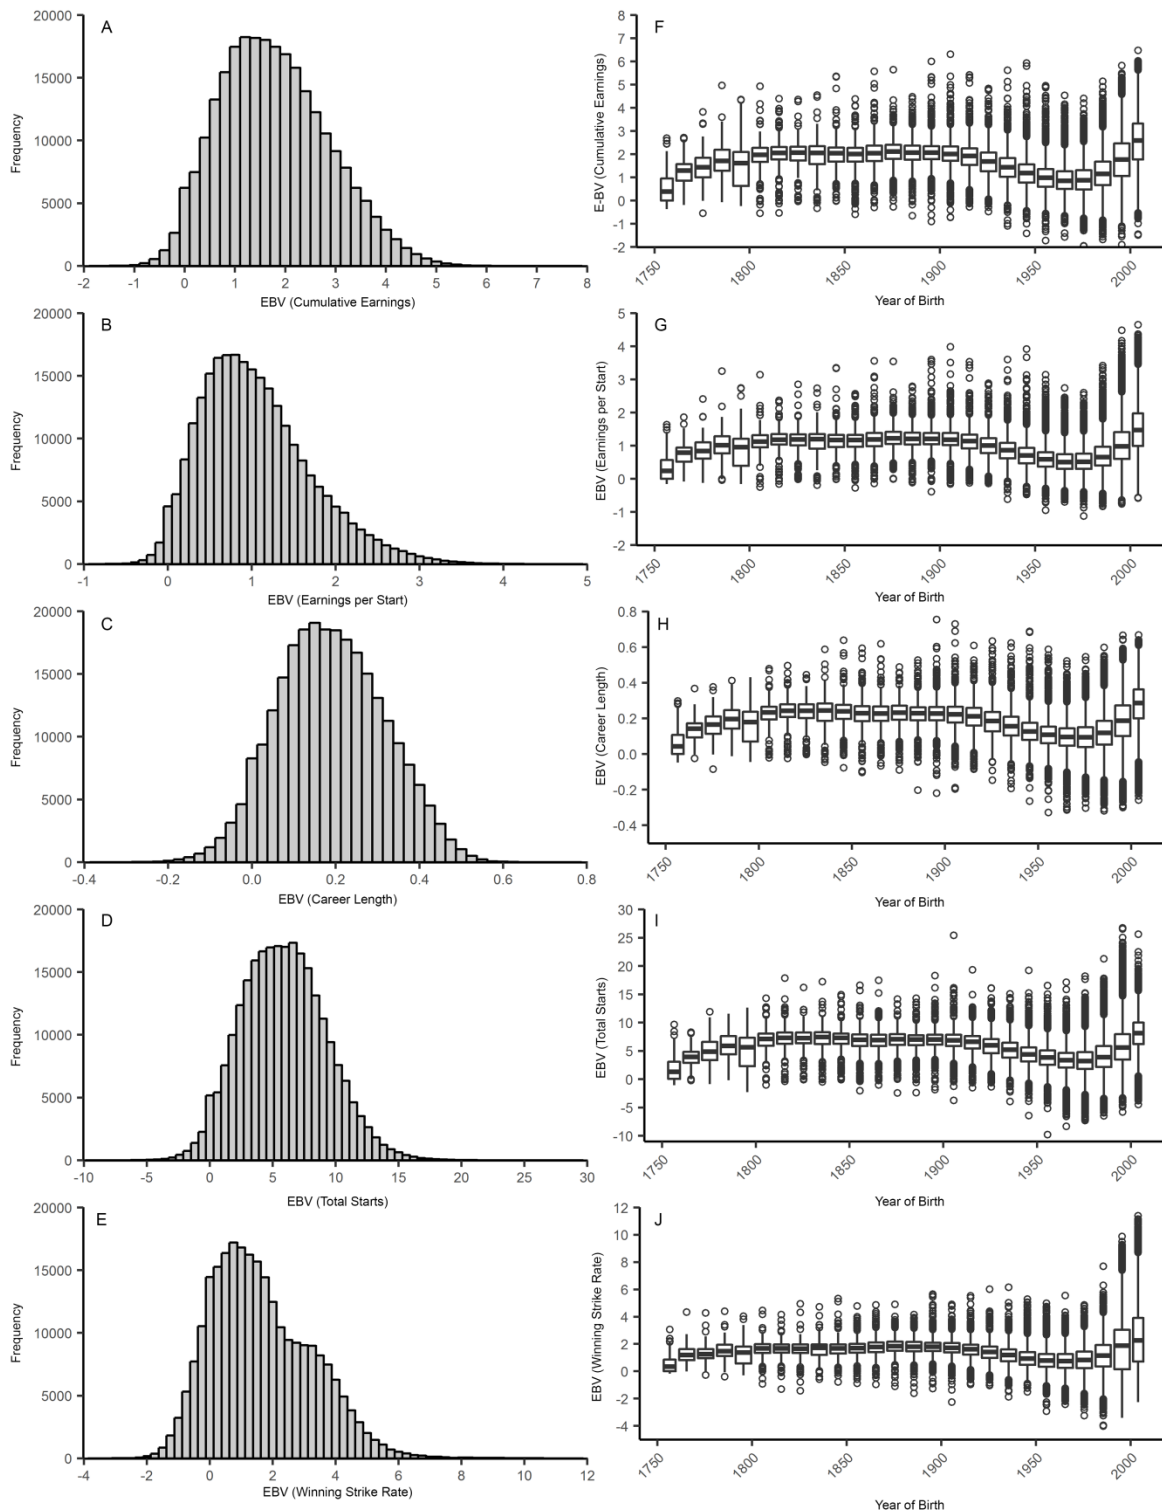 A
20000
15000
10000
5000
0
Frequency
-2 -1 0 1 2 3 4 5 6 7 8
EBV (Cumulative Earnings)
F
8
7
6
5
4
3
2
1
0
-1
-2
E-BV (Cumulative Earnings)
1750 1800 1850 1900 1950 2000
Year of Birth
B
20000
15000
10000
5000
0
Frequency
-1 0 1 2 3 4 5
EBV (Earnings per Start)
G
5
4
3
2
1
0
-1
-2
EBV (Earnings per Start)
1750 1800 1850 1900 1950 2000
Year of Birth
C
20000
15000
10000
5000
0
Frequency
-0.4 -0.2 0.0 0.2 0.4 0.6 0.8
EBV (Career Length)
H
0.8
0.6
0.4
0.2
0.0
-0.2
-0.4
EBV (Career Length)
1750 1800 1850 1900 1950 2000
Year of Birth
D
20000
15000
10000
5000
0
Frequency
-10 -5 0 5 10 15 20 25 30
EBV (Total Starts)
I
30
25
20
15
10
5
0
-5
-10
EBV (Total Starts)
1750 1800 1850 1900 1950 2000
Year of Birth
E
20000
15000
10000
5000
0
Frequency
-4 -2 0 2 4 6 8 10 12
EBV (Winning Strike Rate)
J
12
10
8
6
4
2
0
-2
-4
EBV (Winning Strike Rate)
1750 1800 1850 1900 1950 2000
Year of Birth